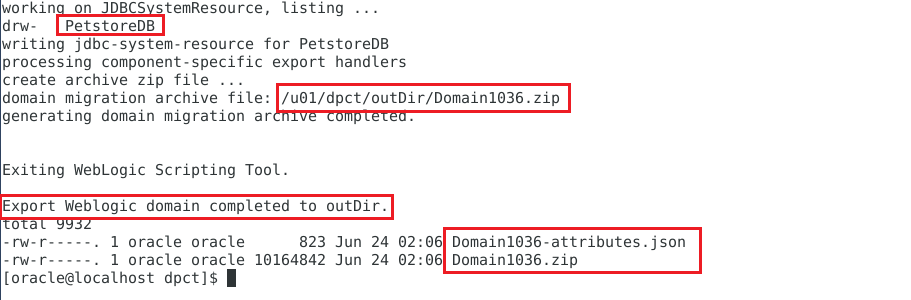 working on JDBCSystemResource, listing ...
drw-   PetstoreDB
writing jdbc-system-resource for PetstoreDB
processing component-specific export handlers
create archive zip file ...
domain migration archive file: /u01/dpct/outDir/Domain1036.zip
generating domain migration archive completed.
Exiting WebLogic Scripting Tool.
Export Weblogic domain completed to outDir.
total 9932
-rw-r-----. 1 oracle oracle      823 Jun 24 02:06 Domain1036-attributes.json
-rw-r-----. 1 oracle oracle 10164842 Jun 24 02:06 Domain1036.zip
[oracle@localhost dpct]$